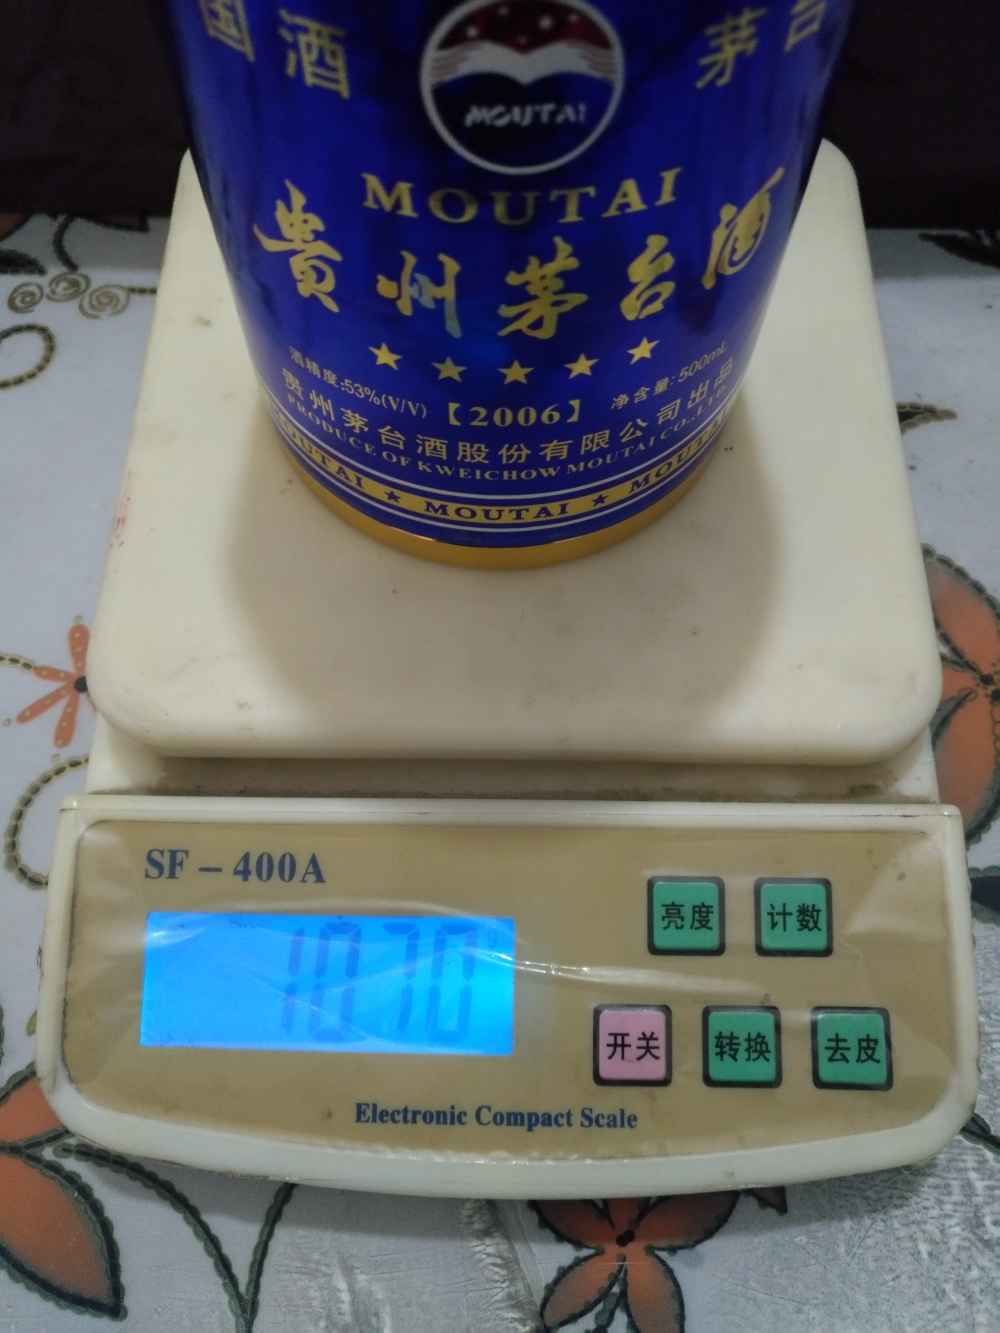 国酒
茅台
MOUTAI
MOUTAI
貴州茅台酒
酒精度:53%(V/V)
【2006】
净含量:500mL
贵州茅台酒股份有限公司出品
PRODUCE OF KWEICHOW MOUTAI CO., LTD
MOUTAI ★ MOUTAI ★ MOUTAI
SF-400A
1070
亮度
计数
开关
转换
去皮
Electronic Compact Scale